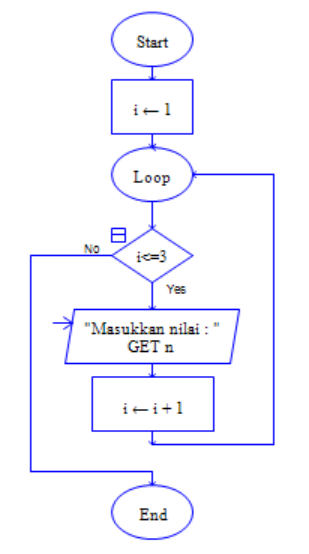 Start
i ← 1
Loop
i<=3
No
Yes
"Masukkan nilai : "
GET n
i ← i + 1
End